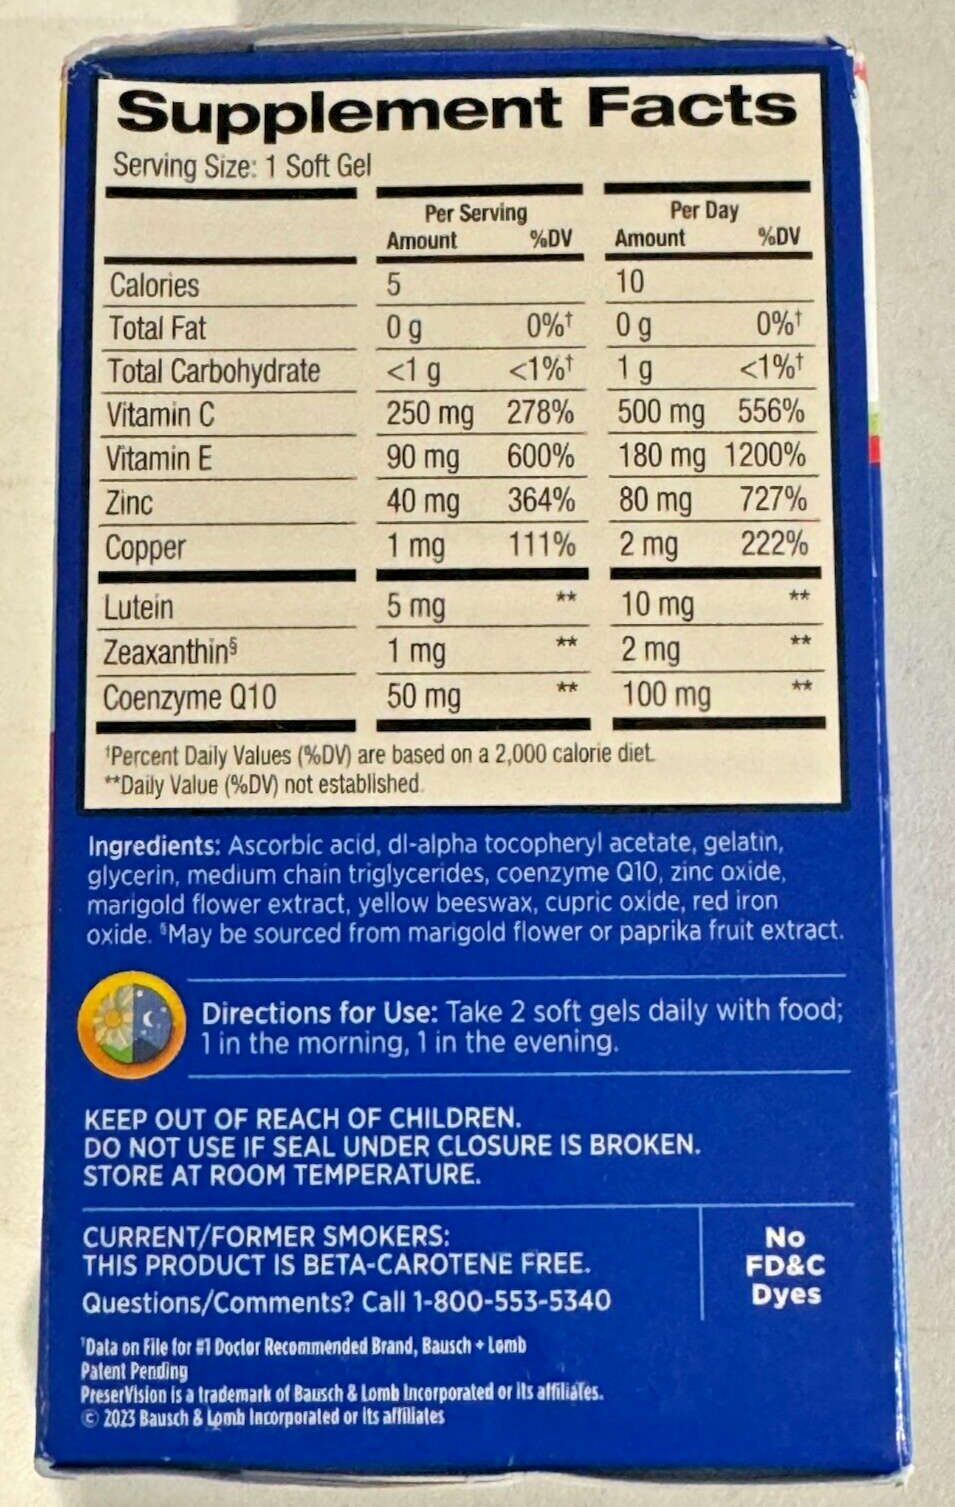 Supplement Facts
Serving Size: 1 Soft Gel
Per Serving Per Day
Amount %DV Amount %DV
Calories 5 10
Total Fat 0 g 0%† 0 g 0%†
Total Carbohydrate <1 g <1%† 1 g <1%†
Vitamin C 250 mg 278% 500 mg 556%
Vitamin E 90 mg 600% 180 mg 1200%
Zinc 40 mg 364% 80 mg 727%
Copper 1 mg 111% 2 mg 222%
Lutein 5 mg ** 10 mg **
Zeaxanthin§ 1 mg ** 2 mg **
Coenzyme Q10 50 mg ** 100 mg **
†Percent Daily Values (%DV) are based on a 2,000 calorie diet.
**Daily Value (%DV) not established.
Ingredients: Ascorbic acid, dl-alpha tocopheryl acetate, gelatin,
glycerin, medium chain triglycerides, coenzyme Q10, zinc oxide,
marigold flower extract, yellow beeswax, cupric oxide, red iron
oxide. §May be sourced from marigold flower or paprika fruit extract.
Directions for Use: Take 2 soft gels daily with food;
1 in the morning, 1 in the evening.
KEEP OUT OF REACH OF CHILDREN.
DO NOT USE IF SEAL UNDER CLOSURE IS BROKEN.
STORE AT ROOM TEMPERATURE.
CURRENT/FORMER SMOKERS:
THIS PRODUCT IS BETA-CAROTENE FREE.
Questions/Comments? Call 1-800-553-5340
No
FD&C
Dyes
†Data on File for #1 Doctor Recommended Brand, Bausch + Lomb
Patent Pending
PreserVision is a trademark of Bausch & Lomb Incorporated or its affiliates.
© 2023 Bausch & Lomb Incorporated or its affiliates